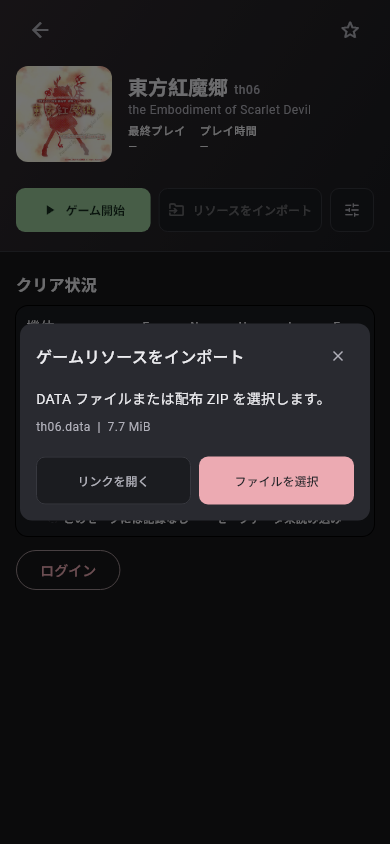 東方紅魔郷 th06
the Embodiment of Scarlet Devil
最終プレイ プレイ時間
— —
ゲーム開始
リソースをインポート
クリア状況
ゲームリソースをインポート
DATA ファイルまたは配布 ZIP を選択します。
th06.data | 7.7 MiB
リンクを開く
ファイルを選択
ログイン